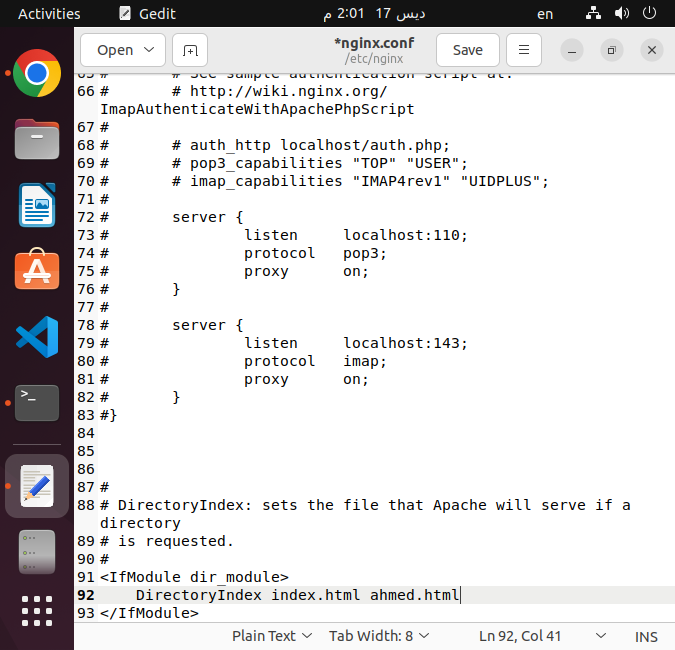 Activities
Gedit
ديس 17 2:01 م
en
Open
*nginx.conf
/etc/nginx
Save
65 # # See sample authentication script at:
66 # # http://wiki.nginx.org/
ImapAuthenticateWithApachePhpScript
67 #
68 # # auth_http localhost/auth.php;
69 # # pop3_capabilities "TOP" "USER";
70 # # imap_capabilities "IMAP4rev1" "UIDPLUS";
71 #
72 # server {
73 # listen localhost:110;
74 # protocol pop3;
75 # proxy on;
76 # }
77 #
78 # server {
79 # listen localhost:143;
80 # protocol imap;
81 # proxy on;
82 # }
83 #}
84
85
86
87 #
88 # DirectoryIndex: sets the file that Apache will serve if a
directory
89 # is requested.
90 #
91 <IfModule dir_module>
92 DirectoryIndex index.html ahmed.html
93 </IfModule>
Plain Text
Tab Width: 8
Ln 92, Col 41
INS